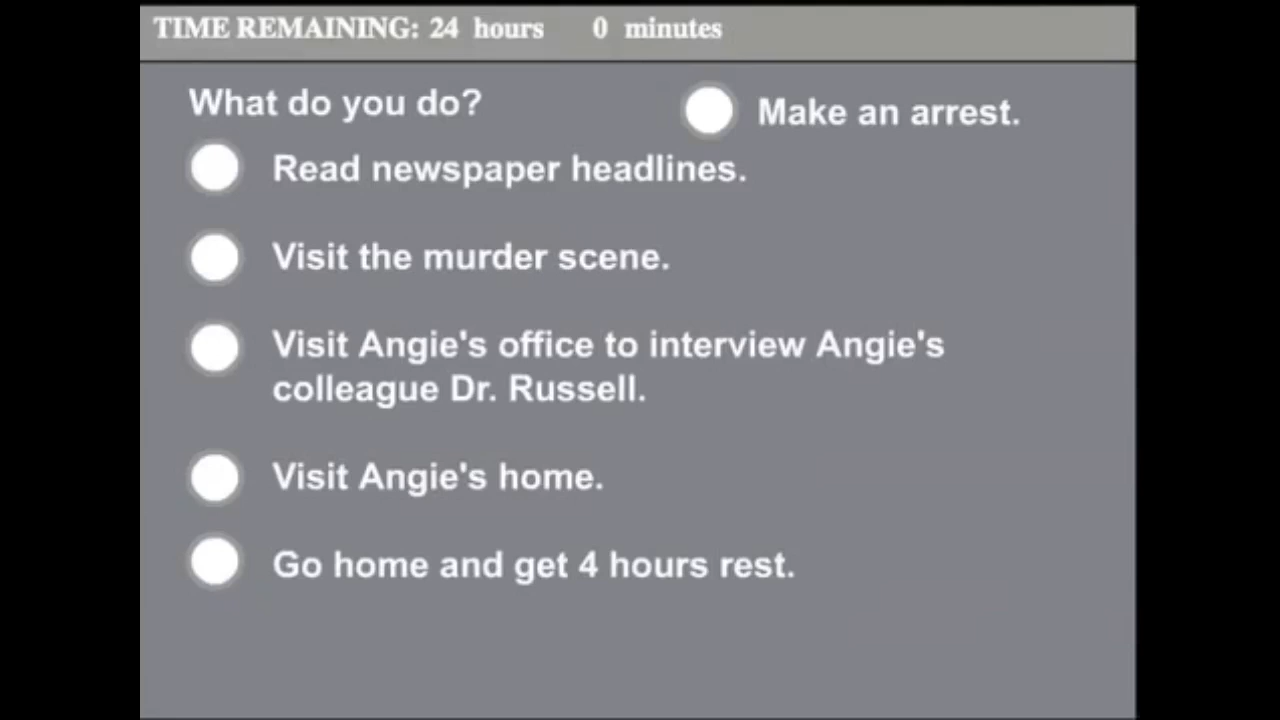 TIME REMAINING: 24 hours 0 minutes
What do you do?
Make an arrest.
Read newspaper headlines.
Visit the murder scene.
Visit Angie's office to interview Angie's
colleague Dr. Russell.
Visit Angie's home.
Go home and get 4 hours rest.